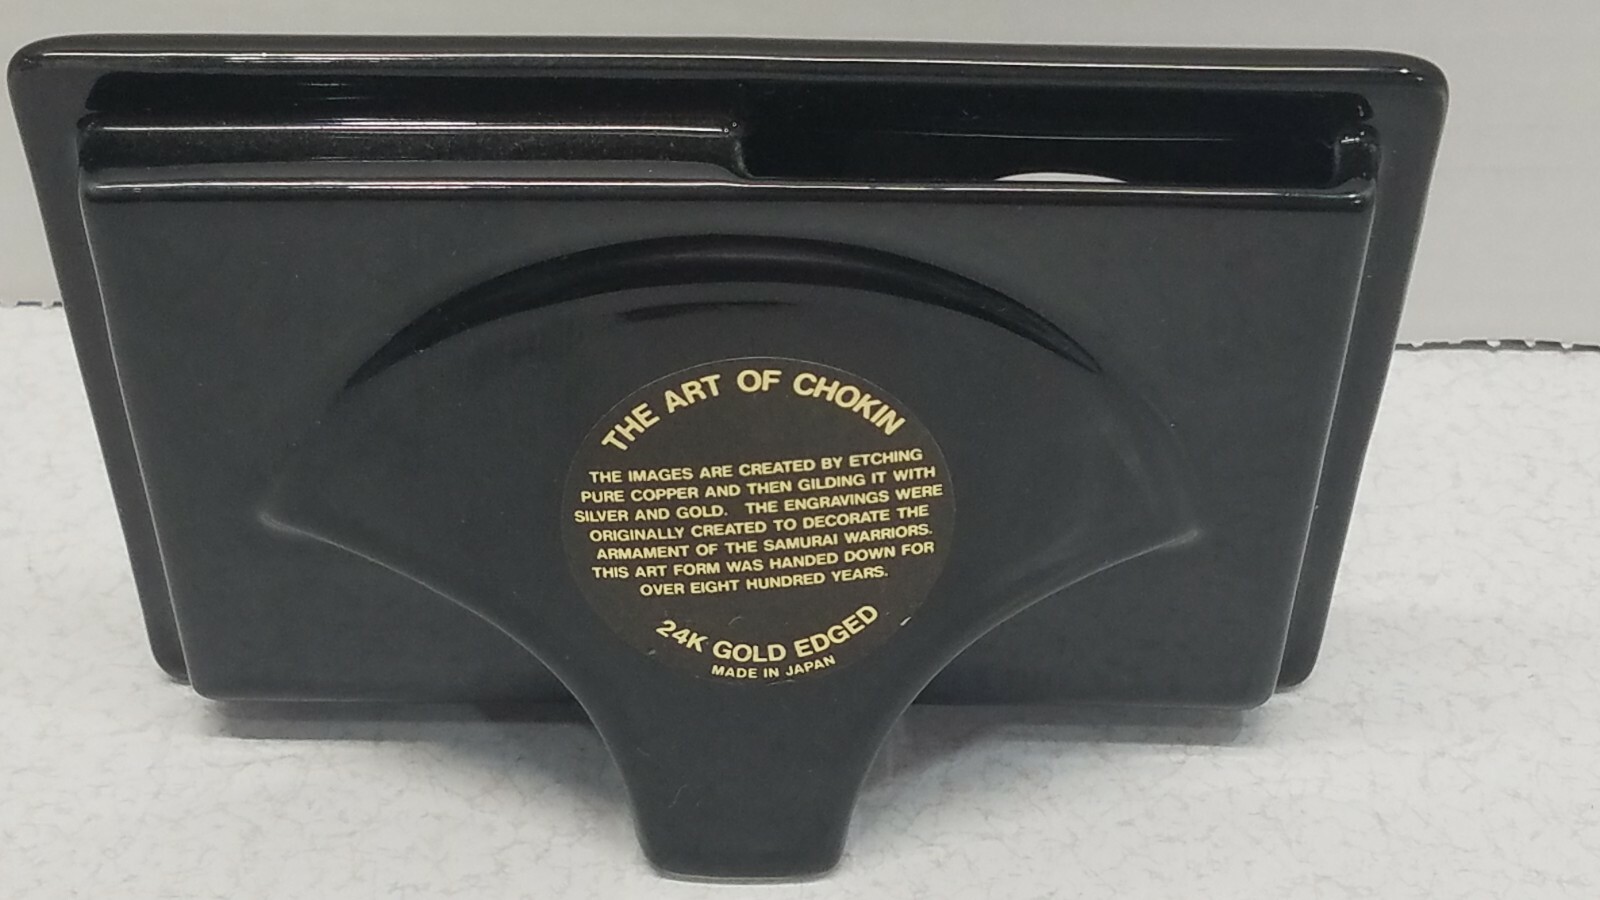 THE ART OF CHOKIN
THE IMAGES ARE CREATED BY ETCHING
PURE COPPER AND THEN GILDING IT WITH
SILVER AND GOLD. THE ENGRAVINGS WERE
ORIGINALLY CREATED TO DECORATE THE
ARMAMENT OF THE SAMURAI WARRIORS.
THIS ART FORM WAS HANDED DOWN FOR
OVER EIGHT HUNDRED YEARS.
24K GOLD EDGED
MADE IN JAPAN